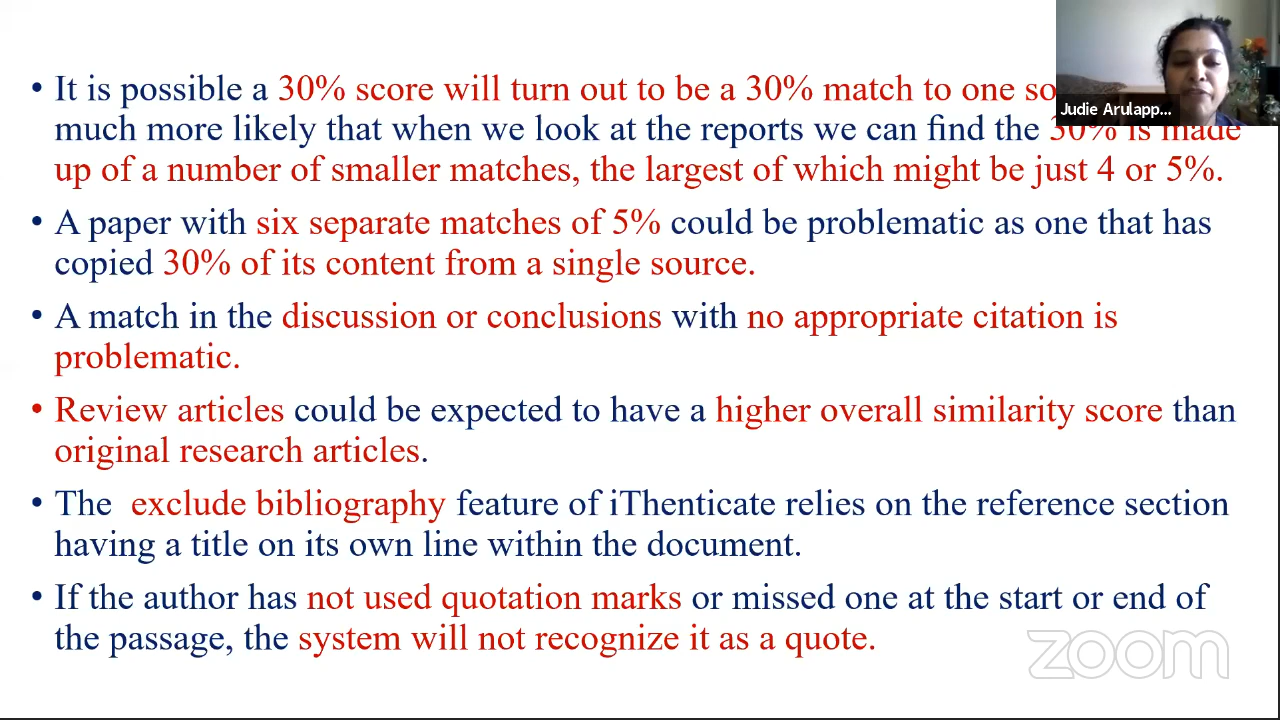 • It is possible a 30% score will turn out to be a 30% match to one so
Judie Arulapp...
much more likely that when we look at the reports we can find the 30% is made
up of a number of smaller matches, the largest of which might be just 4 or 5%.
• A paper with six separate matches of 5% could be problematic as one that has
copied 30% of its content from a single source.
• A match in the discussion or conclusions with no appropriate citation is
problematic.
• Review articles could be expected to have a higher overall similarity score than
original research articles.
• The exclude bibliography feature of iThenticate relies on the reference section
having a title on its own line within the document.
• If the author has not used quotation marks or missed one at the start or end of
the passage, the system will not recognize it as a quote.
zoom